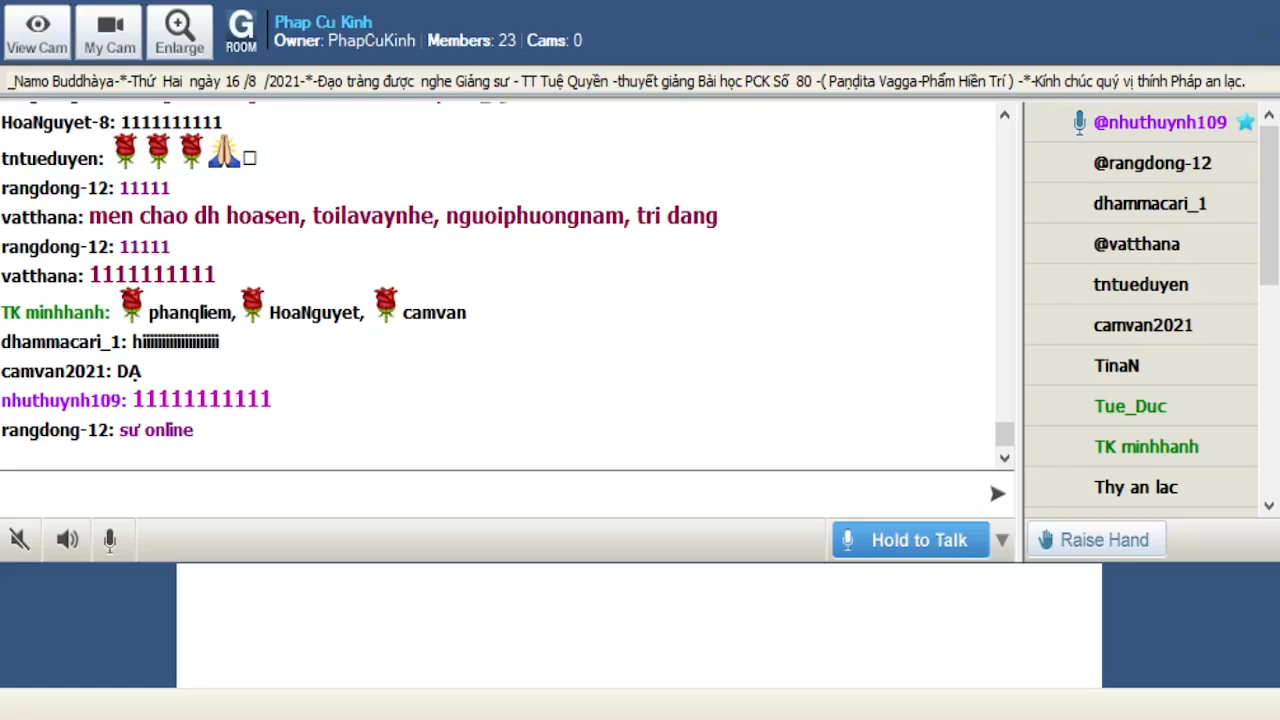 View Cam
My Cam
Enlarge
G ROOM
Phap Cu Kinh
Owner: PhapCuKinh | Members: 23 | Cams: 0
_Namo Buddhàya-*-Thứ Hai ngày 16 /8 /2021-*-Đạo tràng được nghe Giảng sư - TT Tuệ Quyền -thuyết giảng Bài học PCK Số 80 -( Paṇḍita Vagga-Phẩm Hiền Trí ) -*-Kính chúc quý vị thính Pháp an lạc.
HoaNguyet-8: 1111111111
tntueduyen:
rangdong-12: 11111
vatthana: men chao dh hoasen, toilavaynhe, nguoiphuongnam, tri dang
rangdong-12: 11111
vatthana: 1111111111
TK minhhanh: phanqliem, HoaNguyet, camvan
dhammacari_1: hiiiiiiiiiiiiiiiiiii
camvan2021: DẠ
nhuthuynh109: 11111111111
rangdong-12: sư online
Hold to Talk
@nhuthuynh109
@rangdong-12
dhammacari_1
@vatthana
tntueduyen
camvan2021
TinaN
Tue_Duc
TK minhhanh
Thy an lac
Raise Hand